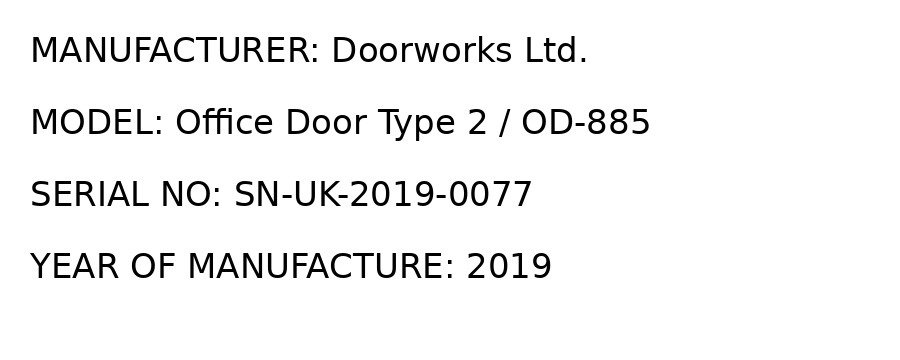 MANUFACTURER: Doorworks Ltd.
MODEL: Office Door Type 2 / OD-885
SERIAL NO: SN-UK-2019-0077
YEAR OF MANUFACTURE: 2019